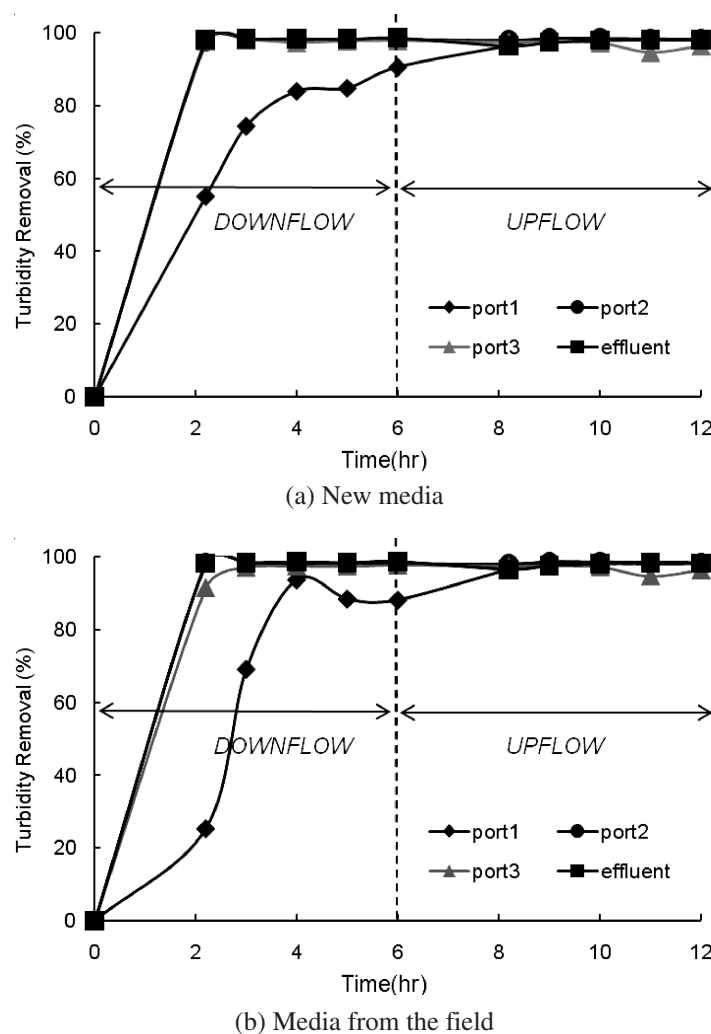 100
80
60
40
20
0
Turbidity Removal (%)
DOWNFLOW
UPFLOW
port1
port2
port3
effluent
0 2 4 6 8 10 12
Time(hr)
(a) New media
100
80
60
40
20
0
Turbidity Removal (%)
DOWNFLOW
UPFLOW
port1
port2
port3
effluent
0 2 4 6 8 10 12
Time(hr)
(b) Media from the field